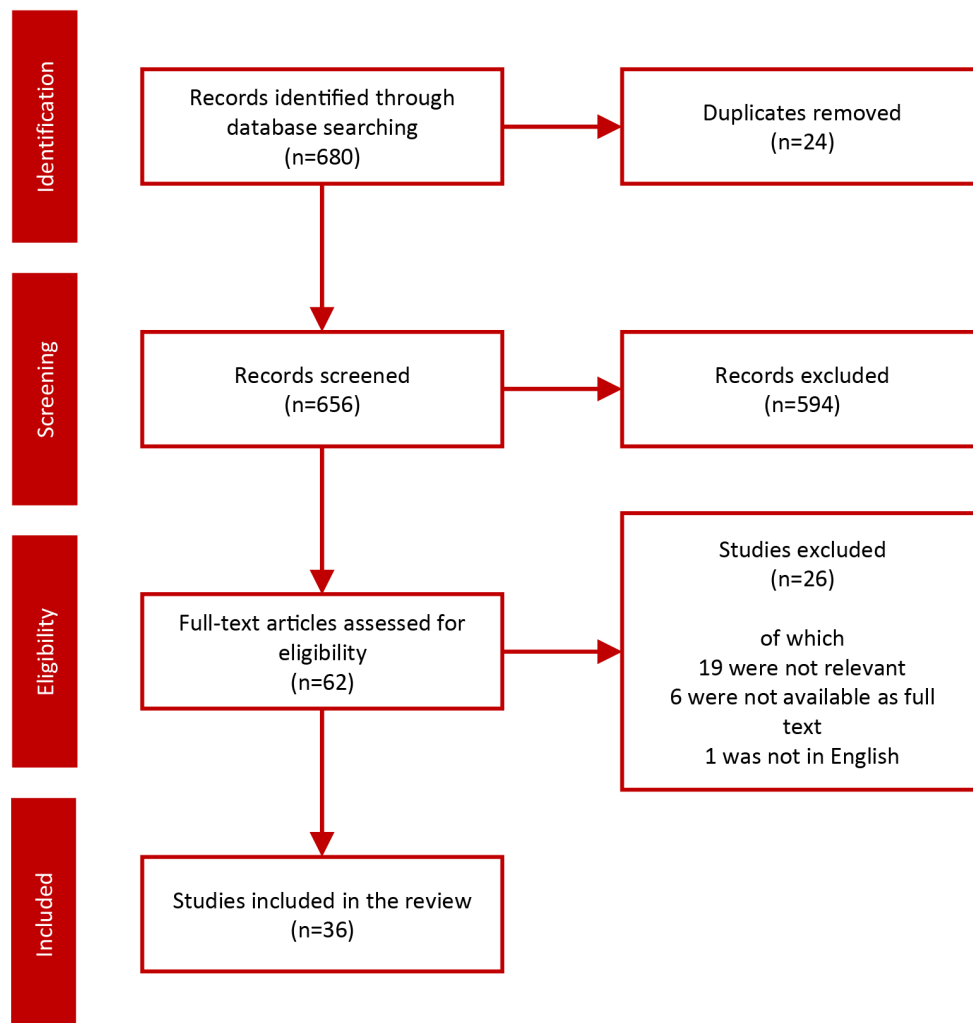 Identification
Records identified through
database searching
(n=680)
Duplicates removed
(n=24)
Screening
Records screened
(n=656)
Records excluded
(n=594)
Eligibility
Full-text articles assessed for
eligibility
(n=62)
Studies excluded
(n=26)
of which
19 were not relevant
6 were not available as full
text
1 was not in English
Included
Studies included in the review
(n=36)